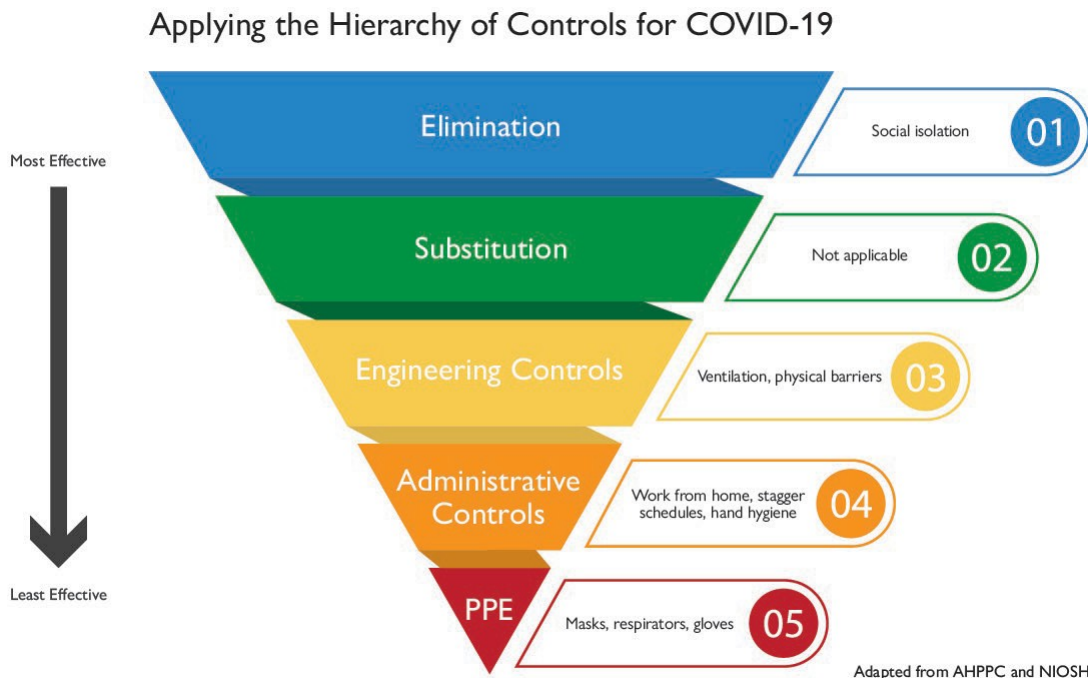 Applying the Hierarchy of Controls for COVID-19
Most Effective
Elimination
Social isolation
01
Substitution
Not applicable
02
Engineering Controls
Ventilation, physical barriers
03
Administrative
Controls
Work from home, stagger
schedules, hand hygiene
04
PPE
Masks, respirators, gloves
05
Least Effective
Adapted from AHPPC and NIOSH